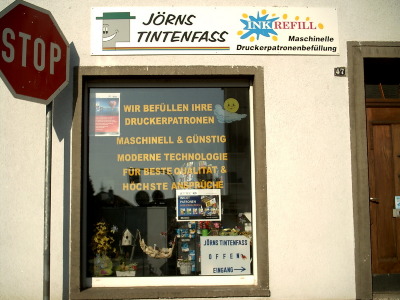 STOP
JÖRNS
TINTENFASS
INK REFILL
Maschinelle
Druckerpatronenbefüllung
47
WIR BEFÜLLEN IHRE
DRUCKERPATRONEN
MASCHINELL & GÜNSTIG
MODERNE TECHNOLOGIE
FÜR BESTE QUALITÄT &
HÖCHSTE ANSPRÜCHE
JÖRNS TINTENFASS
OFFEN
EINGANG